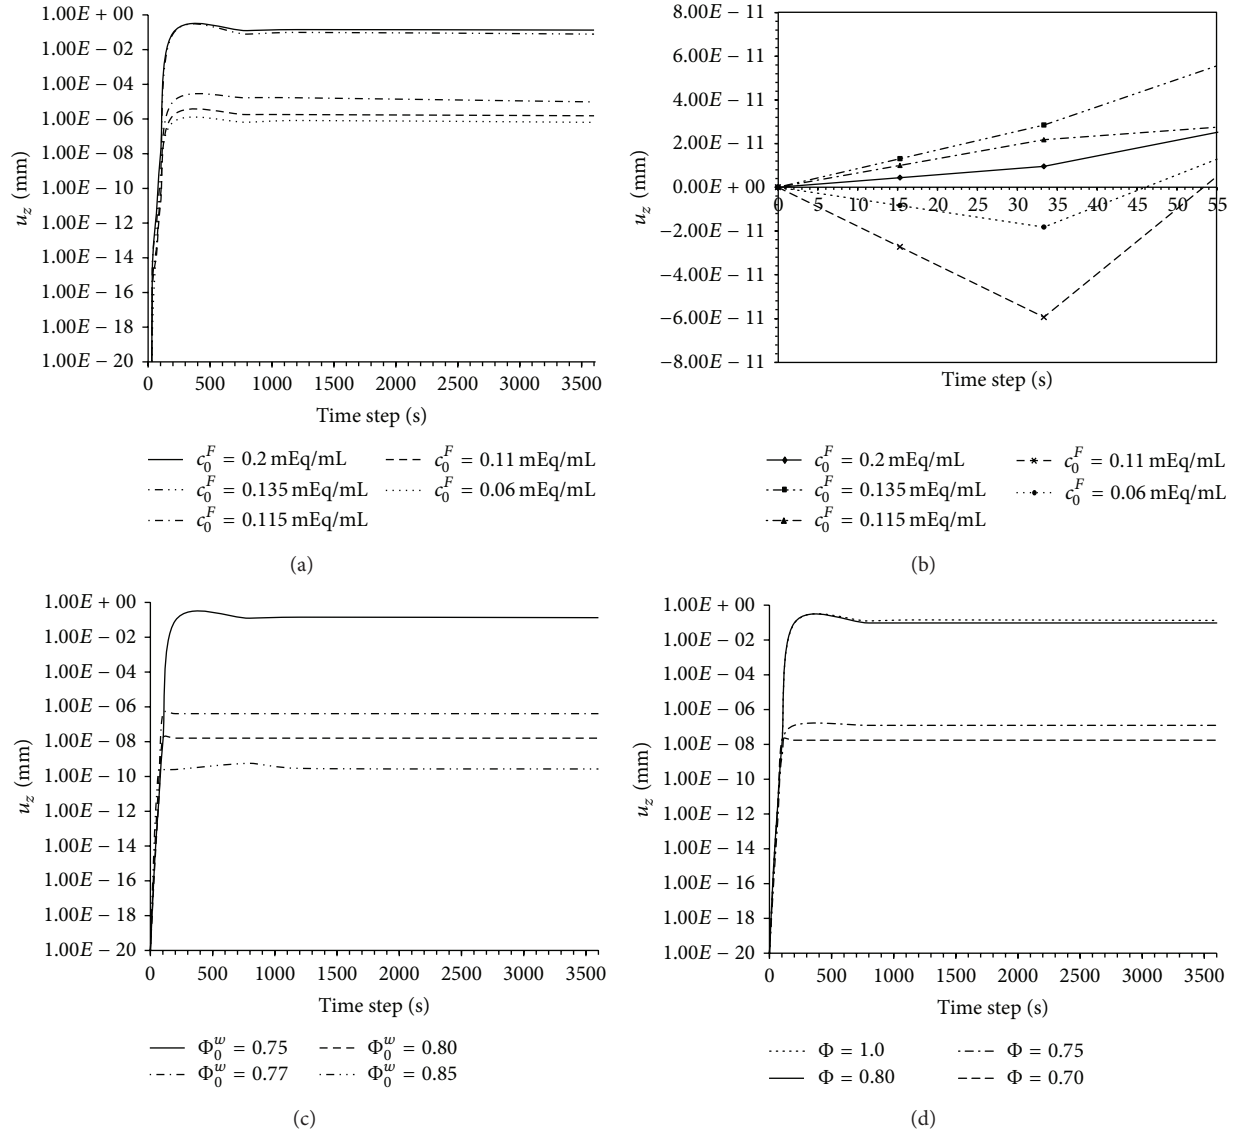 1.00E + 00
1.00E − 02
1.00E − 04
1.00E − 06
1.00E − 08
1.00E − 10
1.00E − 12
1.00E − 14
1.00E − 16
1.00E − 18
1.00E − 20
u_z (mm)
0 500 1000 1500 2000 2500 3000 3500
Time step (s)
c_0^F = 0.2 mEq/mL
c_0^F = 0.11 mEq/mL
c_0^F = 0.135 mEq/mL
c_0^F = 0.06 mEq/mL
c_0^F = 0.115 mEq/mL
(a)
8.00E − 11
6.00E − 11
4.00E − 11
2.00E − 11
0.00E + 00
−2.00E − 11
−4.00E − 11
−6.00E − 11
−8.00E − 11
u_z (mm)
0 5 10 15 20 25 30 35 40 45 50 55
Time step (s)
c_0^F = 0.2 mEq/mL
c_0^F = 0.11 mEq/mL
c_0^F = 0.135 mEq/mL
c_0^F = 0.06 mEq/mL
c_0^F = 0.115 mEq/mL
(b)
1.00E + 00
1.00E − 02
1.00E − 04
1.00E − 06
1.00E − 08
1.00E − 10
1.00E − 12
1.00E − 14
1.00E − 16
1.00E − 18
1.00E − 20
u_z (mm)
0 500 1000 1500 2000 2500 3000 3500
Time step (s)
Φ_0^w = 0.75
Φ_0^w = 0.80
Φ_0^w = 0.77
Φ_0^w = 0.85
(c)
1.00E + 00
1.00E − 02
1.00E − 04
1.00E − 06
1.00E − 08
1.00E − 10
1.00E − 12
1.00E − 14
1.00E − 16
1.00E − 18
1.00E − 20
u_z (mm)
0 500 1000 1500 2000 2500 3000 3500
Time step (s)
Φ = 1.0
Φ = 0.75
Φ = 0.80
Φ = 0.70
(d)